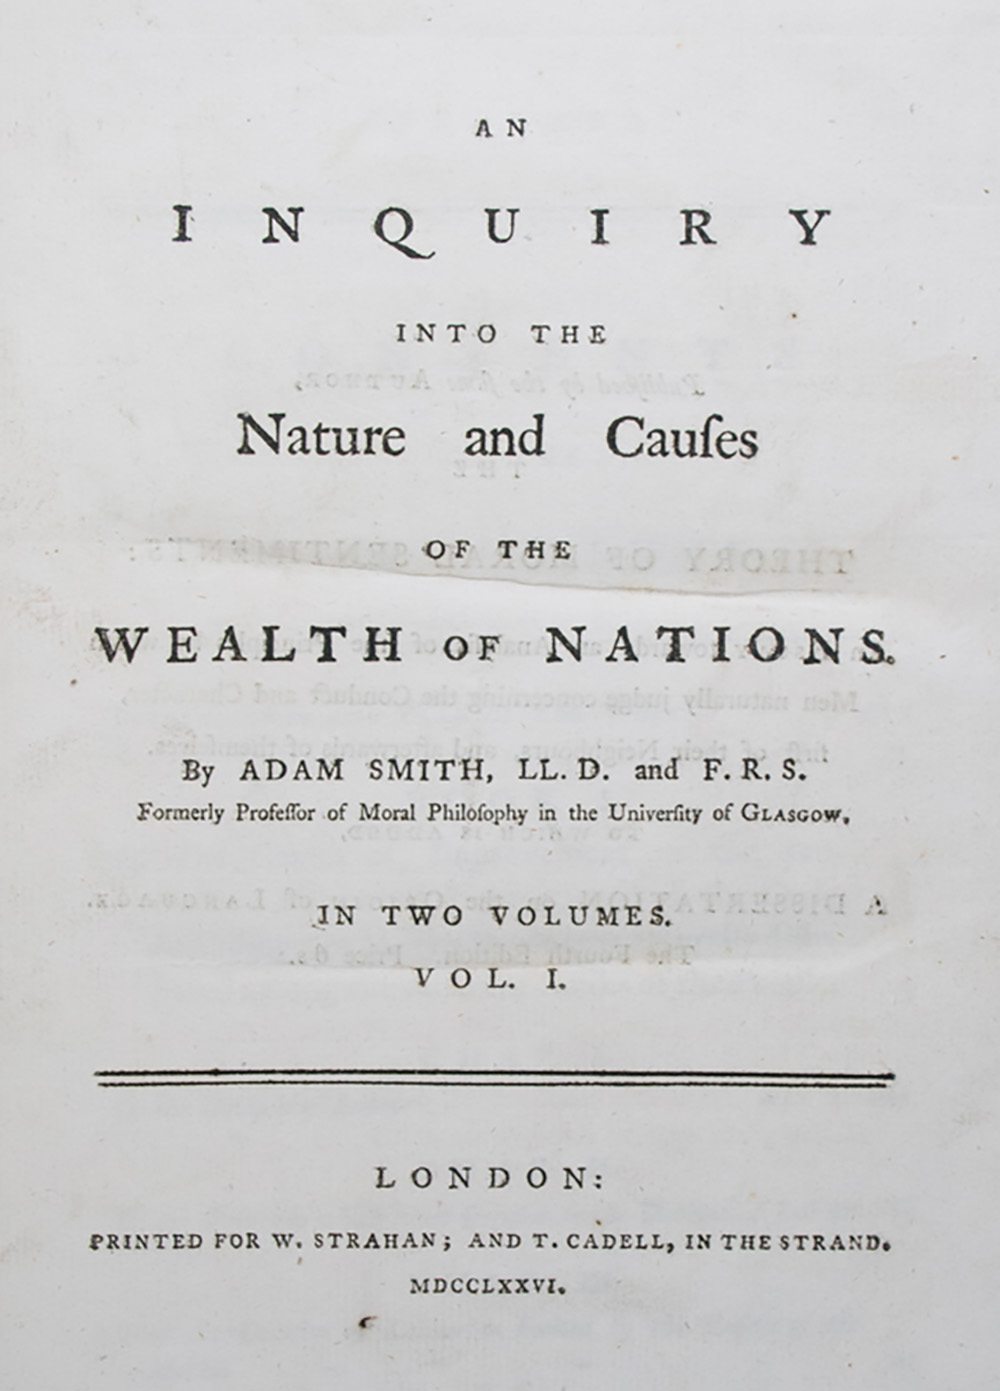 AN
INQUIRY
INTO THE
Nature and Cauſes
OF THE
WEALTH OF NATIONS.
By ADAM SMITH, LL. D. and F. R. S.
Formerly Profeſſor of Moral Philoſophy in the Univerſity of GLASGOW.
IN TWO VOLUMES.
VOL. I.
LONDON:
PRINTED FOR W. STRAHAN; AND T. CADELL, IN THE STRAND.
MDCCLXXVI.